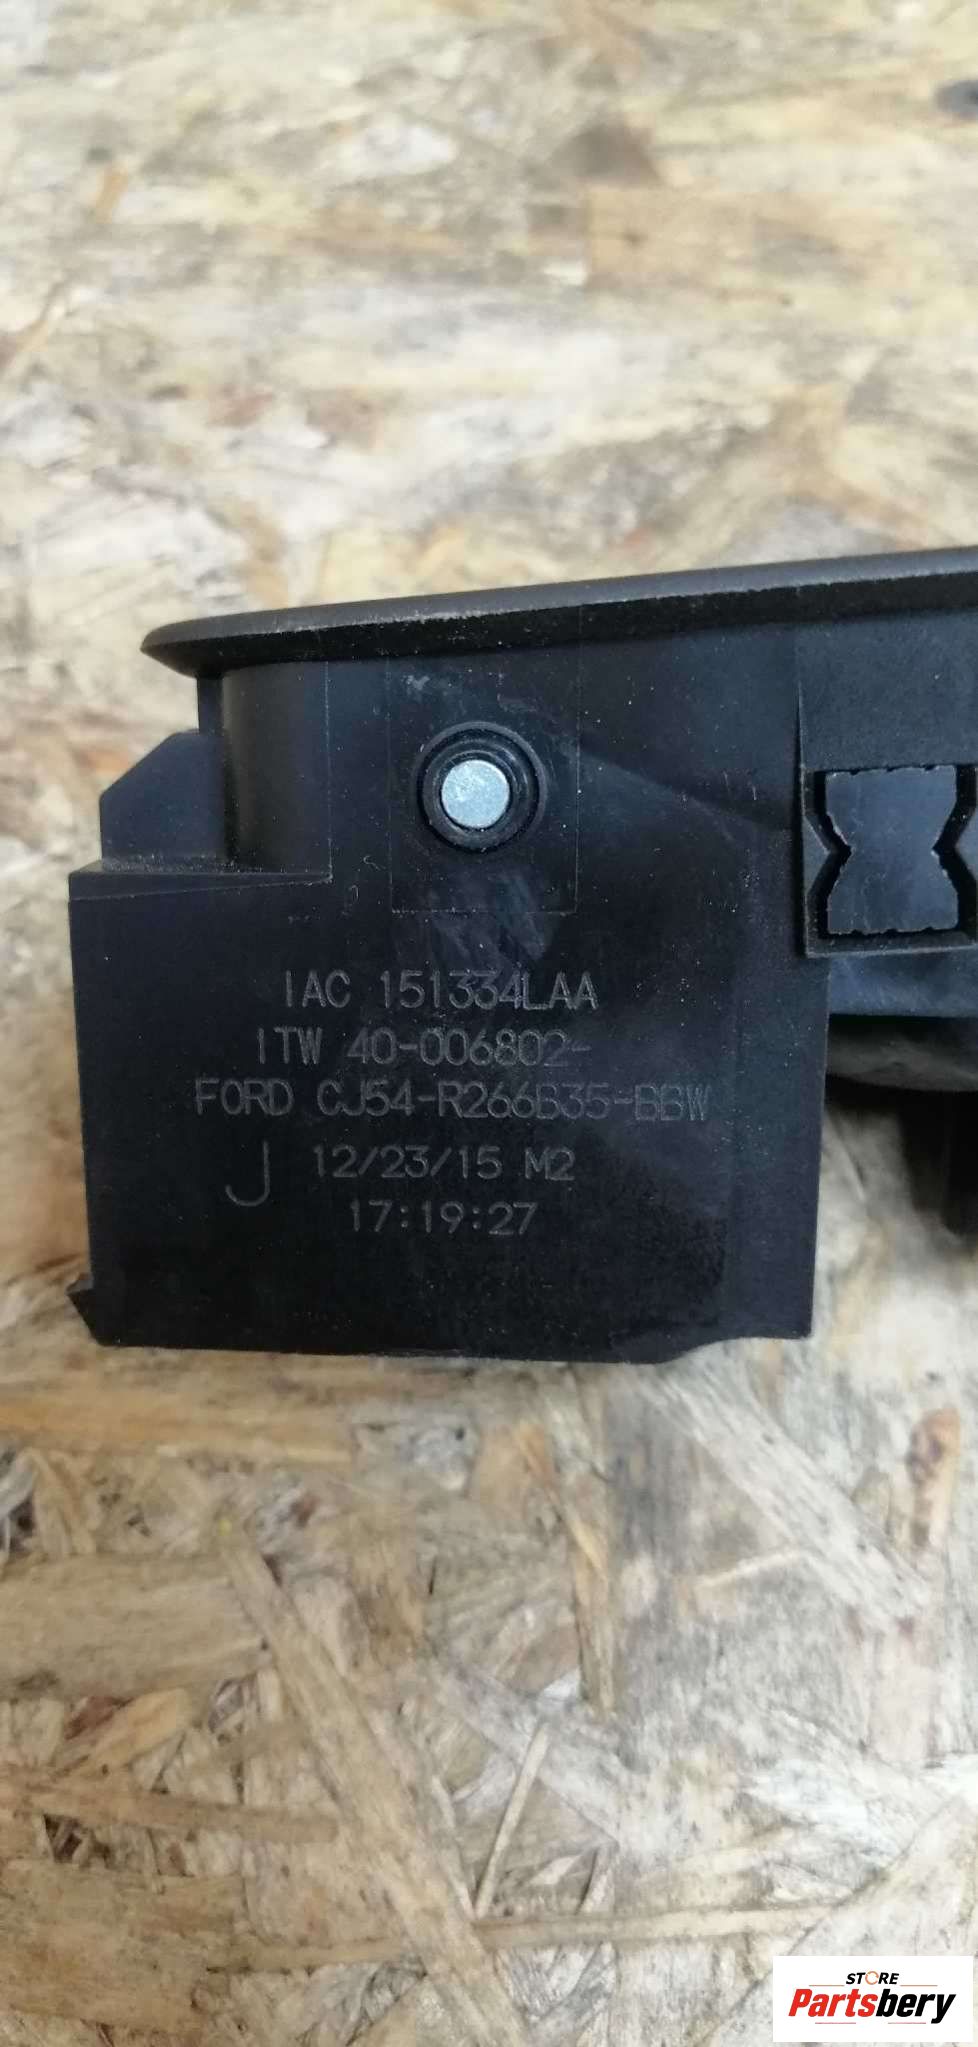 IAC 151334LAA
ITW 40-006802-
FORD CJ54-R266B35-BBW
J 12/23/15 M2
17:19:27
STORE
Partsbery